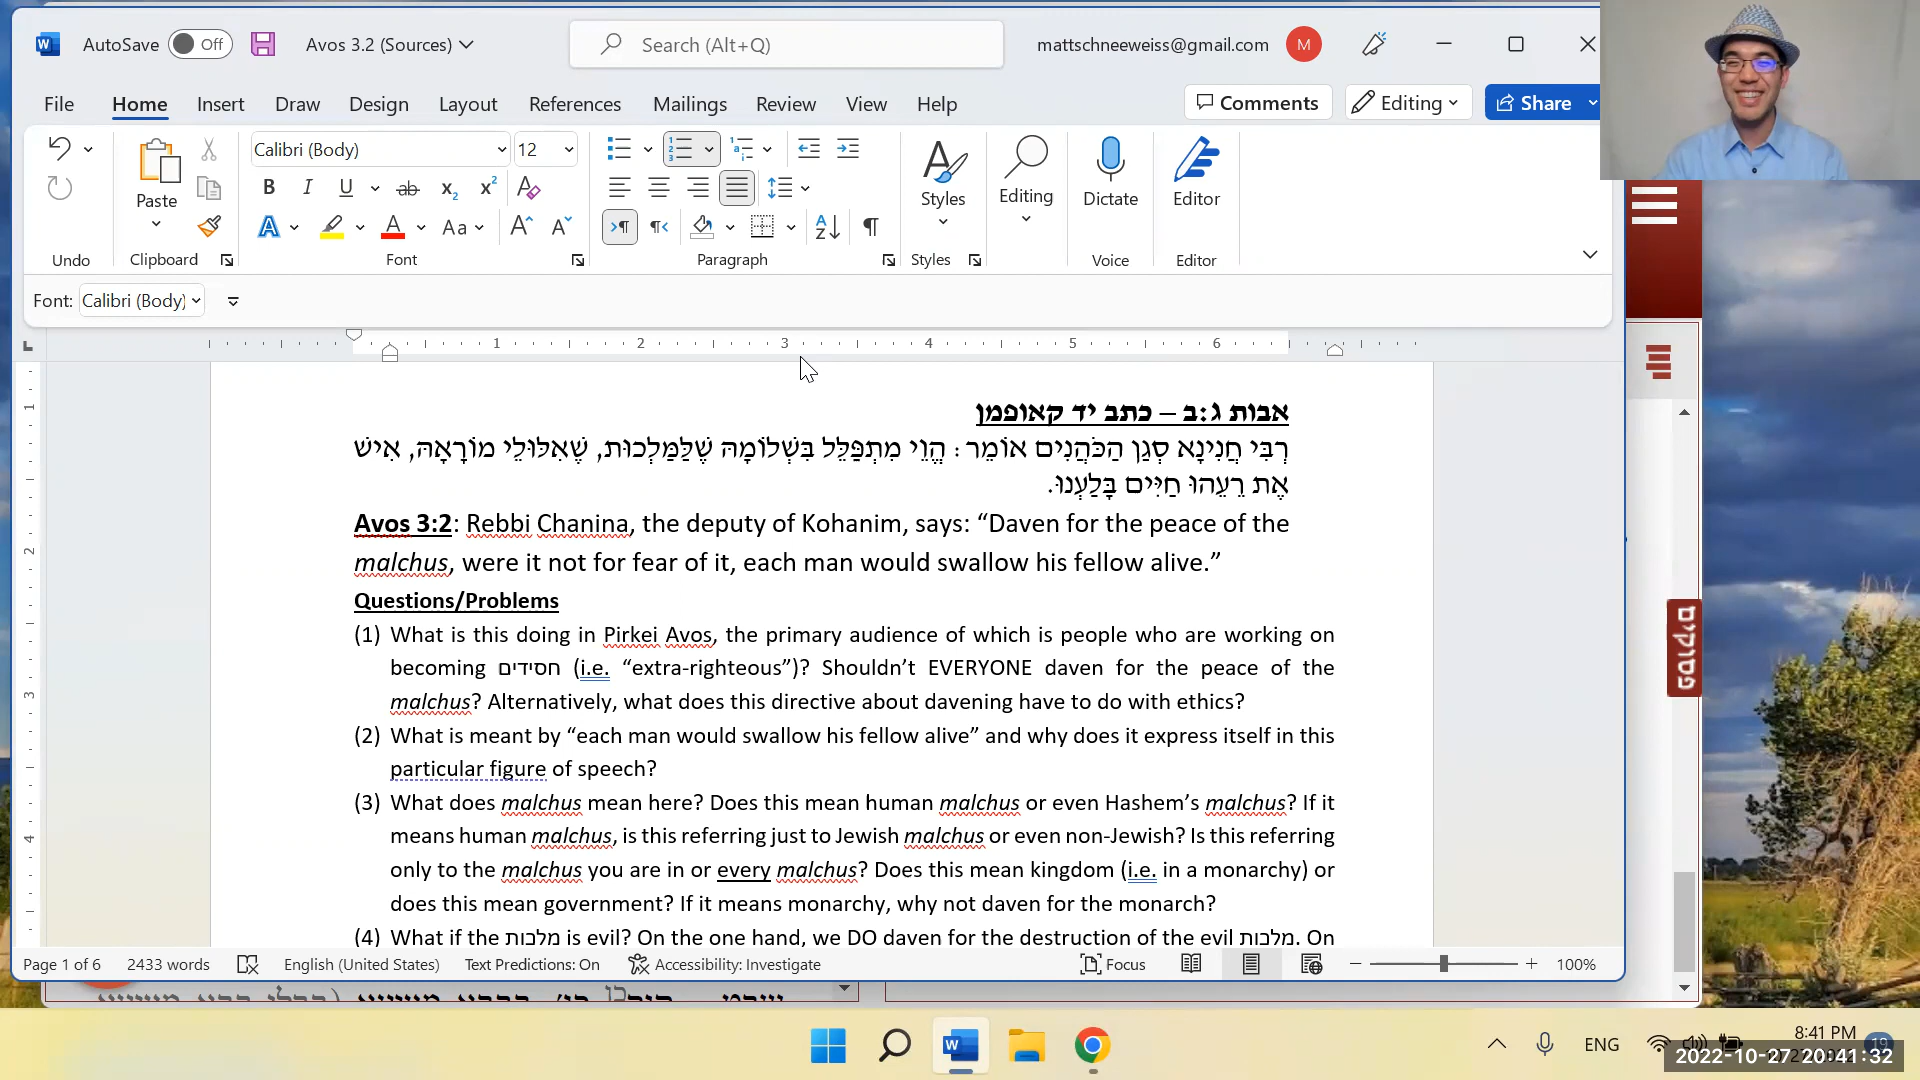 AutoSave Off Avos 3.2 (Sources) Search (Alt+Q) mattschneeweiss@gmail.com M
File Home Insert Draw Design Layout References Mailings Review View Help Comments Editing Share
Calibri (Body) 12
Paste Styles Editing Dictate Editor
Undo Clipboard Font Paragraph Styles Voice Editor
Font: Calibri (Body)
1 2 3 4 5 6
אבות ג:ב – כתב יד קאופמן
רְבִּי חֲנִינָא סְגַן הַכֹּהֲנִים אוֹמֵר: הֱוֵי מִתְפַּלֵּל בִּשְׁלוֹמָהּ שֶׁלַּמַּלְכוּת, שֶׁאִלּוּלֵי מוֹרָאָהּ, אִישׁ
אֶת רֵעֵהוּ חַיִּים בָּלַעְנוּ.
Avos 3:2: Rebbi Chanina, the deputy of Kohanim, says: “Daven for the peace of the
malchus, were it not for fear of it, each man would swallow his fellow alive.”
Questions/Problems
(1) What is this doing in Pirkei Avos, the primary audience of which is people who are working on
becoming חסידים (i.e. “extra-righteous”)? Shouldn’t EVERYONE daven for the peace of the
malchus? Alternatively, what does this directive about davening have to do with ethics?
(2) What is meant by “each man would swallow his fellow alive” and why does it express itself in this
particular figure of speech?
(3) What does malchus mean here? Does this mean human malchus or even Hashem’s malchus? If it
means human malchus, is this referring just to Jewish malchus or even non-Jewish? Is this referring
only to the malchus you are in or every malchus? Does this mean kingdom (i.e. in a monarchy) or
does this mean government? If it means monarchy, why not daven for the monarch?
(4) What if the מלכות is evil? On the one hand, we DO daven for the destruction of the evil מלכות. On
פסוקים
Page 1 of 6 2433 words English (United States) Text Predictions: On Accessibility: Investigate Focus 100%
ENG 8:41 PM 19
2022-10-27 20:41:32